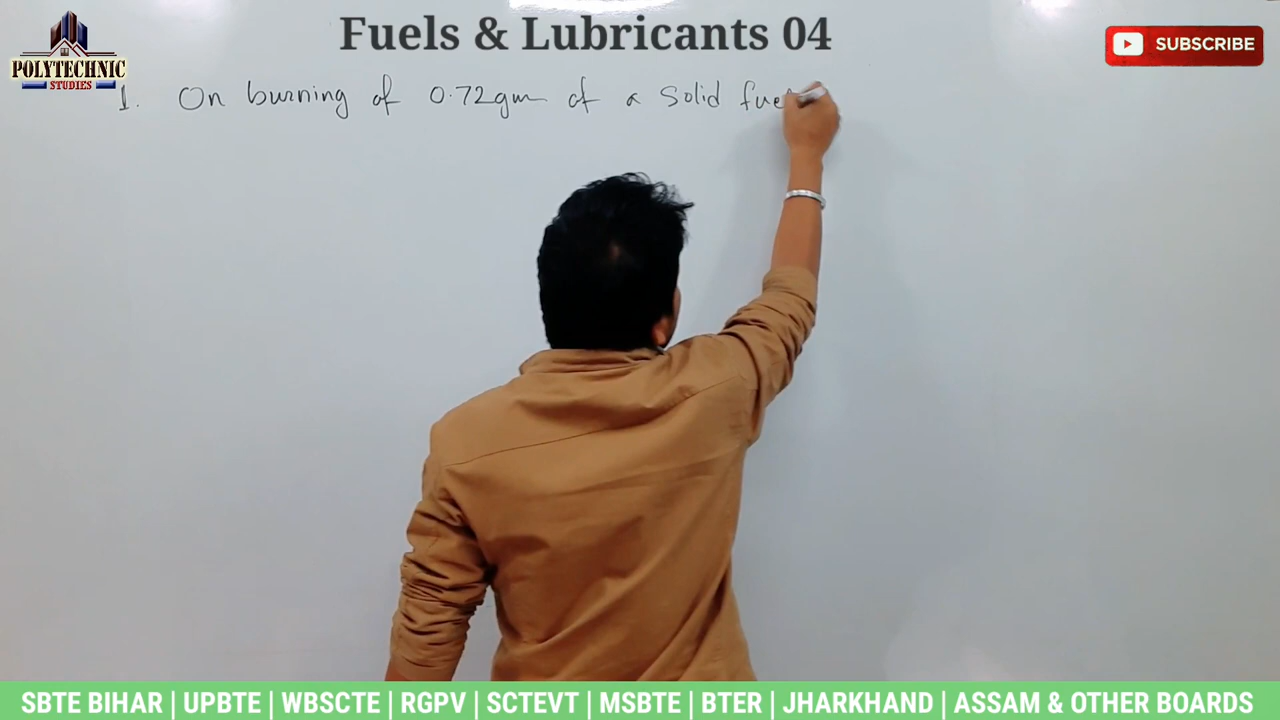 Fuels & Lubricants 04
POLYTECHNIC
STUDIES
SUBSCRIBE
1. On burning of 0.72gm of a Solid fuel
SBTE BIHAR | UPBTE | WBSCTE | RGPV | SCTEVT | MSBTE | BTER | JHARKHAND | ASSAM & OTHER BOARDS